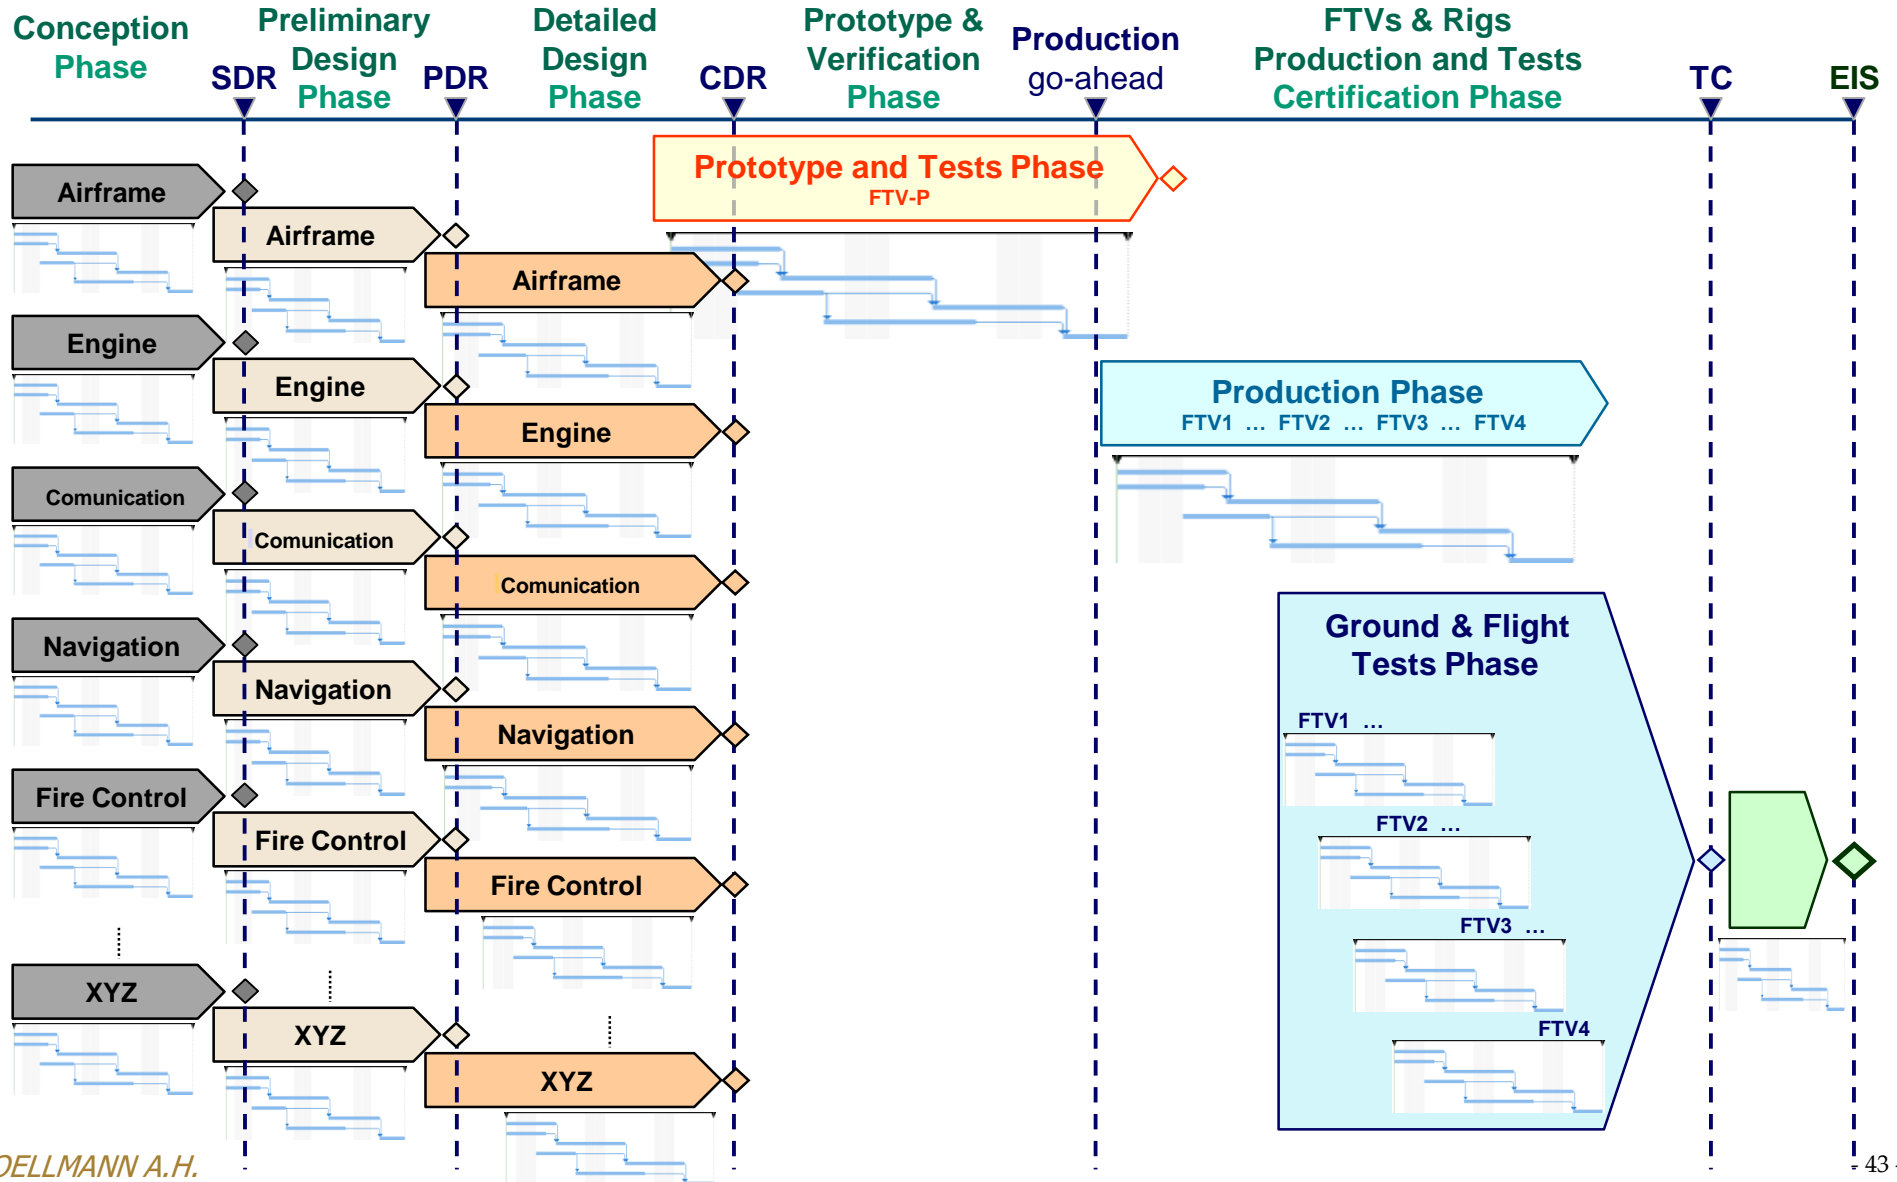 Conception
Phase
SDR
Preliminary
Design
Phase
PDR
Detailed
Design
Phase
CDR
Prototype &
Verification
Phase
Production
go-ahead
FTVs & Rigs
Production and Tests
Certification Phase
TC
EIS
Prototype and Tests Phase
FTV-P
Airframe
Airframe
Airframe
Engine
Engine
Engine
Production Phase
FTV1 ... FTV2 ... FTV3 ... FTV4
Comunication
Comunication
Comunication
Navigation
Navigation
Navigation
Ground & Flight
Tests Phase
FTV1 ...
FTV2 ...
FTV3 ...
FTV4
Fire Control
Fire Control
Fire Control
XYZ
XYZ
XYZ
OELLMANN A.H.
- 43 -